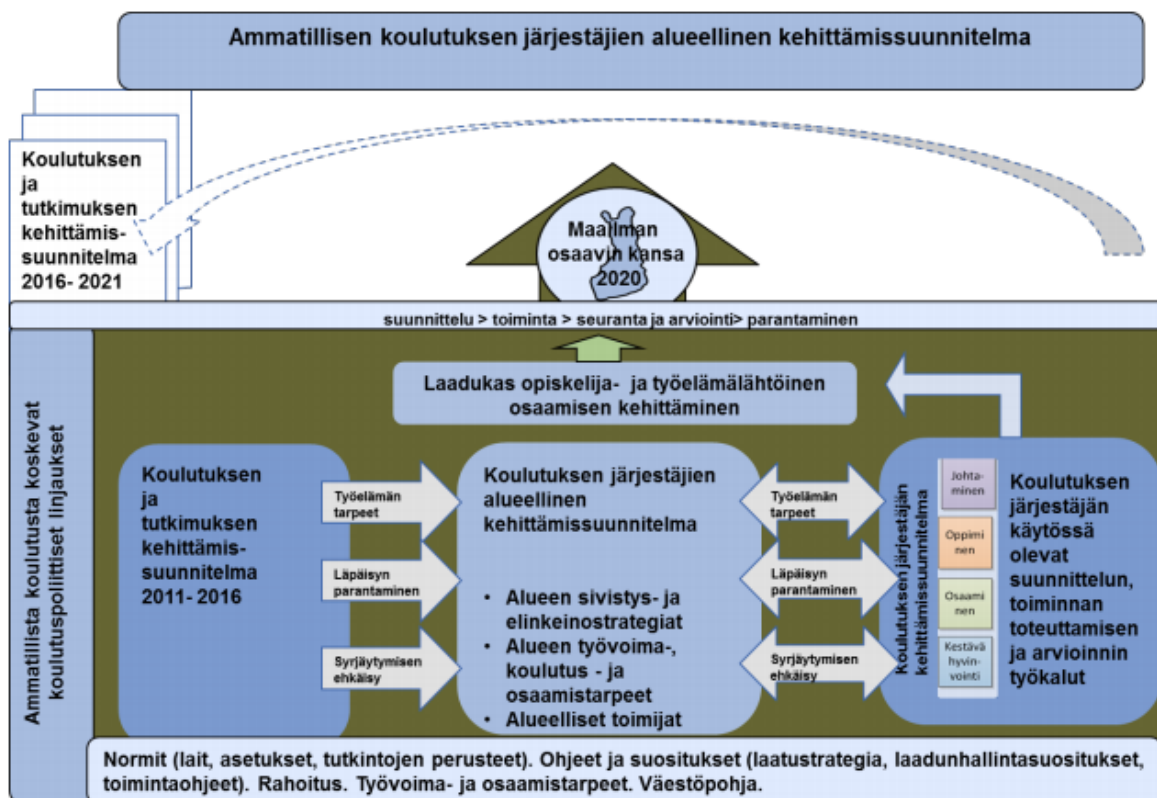 Ammatillisen koulutuksen järjestäjien alueellinen kehittämissuunnitelma
Koulutuksen
ja
tutkimuksen
kehittämis-
suunnitelma
2016- 2021
Maailman
osaavin kansa
2020
suunnittelu > toiminta > seuranta ja arviointi> parantaminen
Ammatillista koulutusta koskevat
koulutuspoliittiset linjaukset
Laadukas opiskelija- ja työelämälähtöinen
osaamisen kehittäminen
Koulutuksen
ja
tutkimuksen
kehittämis-
suunnitelma
2011- 2016
Työelämän
tarpeet
Läpäisyn
parantaminen
Syrjäytymisen
ehkäisy
Koulutuksen järjestäjien
alueellinen
kehittämissuunnitelma
• Alueen sivistys- ja
elinkeinostrategiat
• Alueen työvoima-,
koulutus - ja
osaamistarpeet
• Alueelliset toimijat
Työelämän
tarpeet
Läpäisyn
parantaminen
Syrjäytymisen
ehkäisy
Koulutuksen järjestäjän
kehittämissuunnitelma
Johta-
minen
Oppimi
nen
Osaami
nen
Kestävä
hyvin-
vointi
Koulutuksen
järjestäjän
käytössä
olevat
suunnittelun,
toiminnan
toteuttamisen
ja arvioinnin
työkalut
Normit (lait, asetukset, tutkintojen perusteet). Ohjeet ja suositukset (laatustrategia, laadunhallintasuositukset,
toimintaohjeet). Rahoitus. Työvoima- ja osaamistarpeet. Väestöpohja.